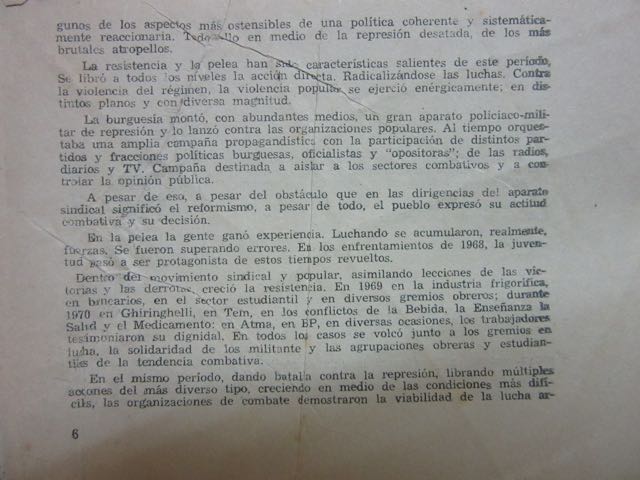 gunos de los aspectos más ostensibles de una política coherente y sistemática-
mente reaccionaria. Todo ello en medio de la represión desatada, de los más
brutales atropellos.
La resistencia y la pelea han sido características salientes de este período.
Se libró a todos los niveles la acción directa. Radicalizándose las luchas. Contra
la violencia del régimen, la violencia popular se ejerció enérgicamente; en dis-
tintos planos y con diversa magnitud.
La burguesía montó, con abundantes medios, un gran aparato policíaco-mili-
tar de represión y lo lanzó contra las organizaciones populares. Al tiempo orques-
taba una amplia campaña propagandística con la participación de distintos par-
tidos y fracciones políticas burguesas, oficialistas y "opositoras"; de las radios,
diarios y TV. Campaña destinada a aislar a los sectores combativos y a con-
trolar la opinión pública.
A pesar de eso, a pesar del obstáculo que en las dirigencias del aparato
sindical significó el reformismo, a pesar de todo, el pueblo expresó su actitud
combativa y su decisión.
En la pelea la gente ganó experiencia. Luchando se acumularon, realmente,
fuerzas. Se fueron superando errores. En los enfrentamientos de 1968, la juven-
tud pasó a ser protagonista de estos tiempos revueltos.
Dentro del movimiento sindical y popular, asimilando lecciones de las vic-
torias y las derrotas, creció la resistencia. En 1969 en la industria frigorífica,
en bancarios, en el sector estudiantil y en diversos gremios obreros; durante
1970 en Ghiringhelli, en Tem, en los conflictos de la Bebida, la Enseñanza la
Salud y el Medicamento: en Atma, en BP, en diversas ocasiones, los trabajadores
testimoniaron su dignidad. En todos los casos se volcó junto a los gremios en
lucha, la solidaridad de los militante y las agrupaciones obreras y estudian-
tiles de la tendencia combativa.
En el mismo período, dando batalla contra la represión, librando múltiples
acciones del más diverso tipo, creciendo en medio de las condiciones más difí-
ciles, las organizaciones de combate demostraron la viabilidad de la lucha ar-
6